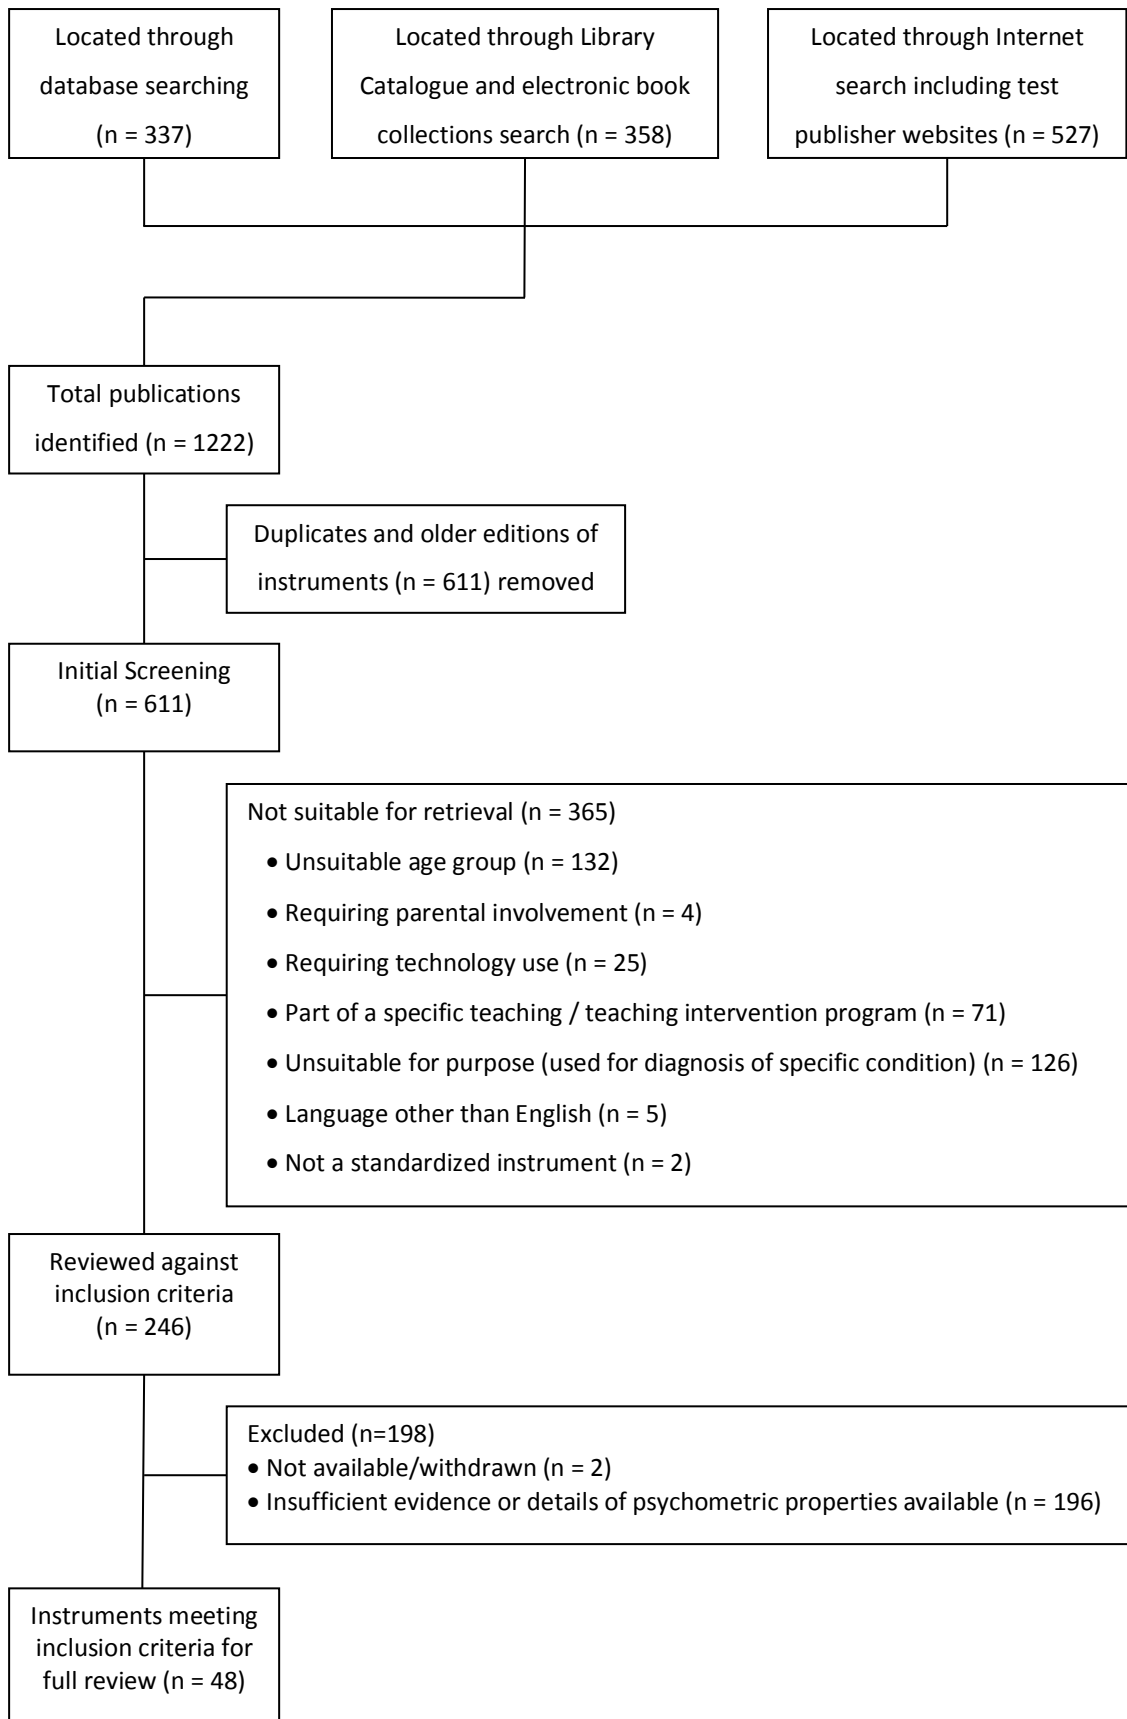 Located through
database searching
(n = 337)
Located through Library
Catalogue and electronic book
collections search (n = 358)
Located through Internet
search including test
publisher websites (n = 527)
Total publications
identified (n = 1222)
Duplicates and older editions of
instruments (n = 611) removed
Initial Screening
(n = 611)
Not suitable for retrieval (n = 365)
• Unsuitable age group (n = 132)
• Requiring parental involvement (n = 4)
• Requiring technology use (n = 25)
• Part of a specific teaching / teaching intervention program (n = 71)
• Unsuitable for purpose (used for diagnosis of specific condition) (n = 126)
• Language other than English (n = 5)
• Not a standardized instrument (n = 2)
Reviewed against
inclusion criteria
(n = 246)
Excluded (n=198)
• Not available/withdrawn (n = 2)
• Insufficient evidence or details of psychometric properties available (n = 196)
Instruments meeting
inclusion criteria for
full review (n = 48)